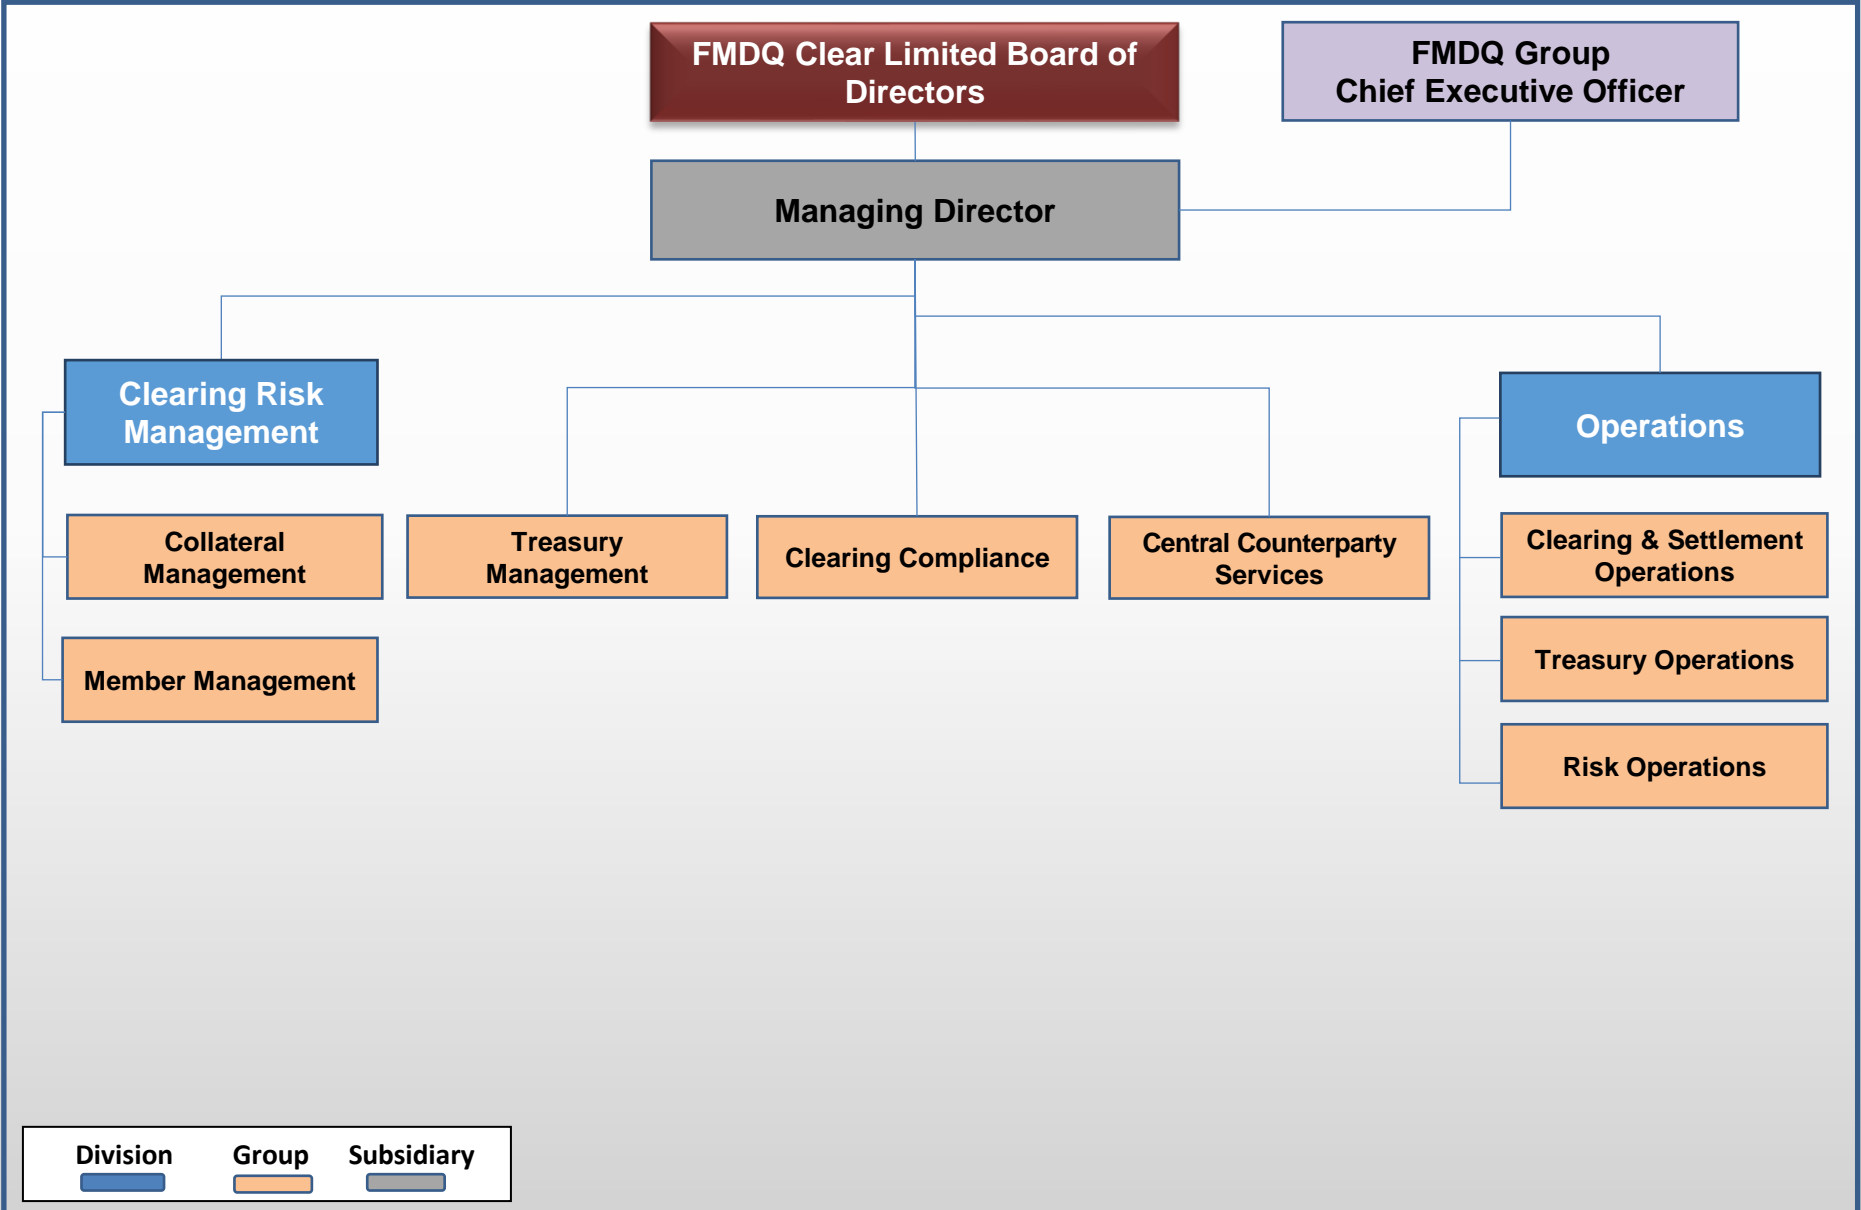 FMDQ Clear Limited Board of
Directors
FMDQ Group
Chief Executive Officer
Managing Director
Clearing Risk
Management
Operations
Collateral
Management
Treasury
Management
Clearing Compliance
Central Counterparty
Services
Clearing & Settlement
Operations
Member Management
Treasury Operations
Risk Operations
Division Group Subsidiary